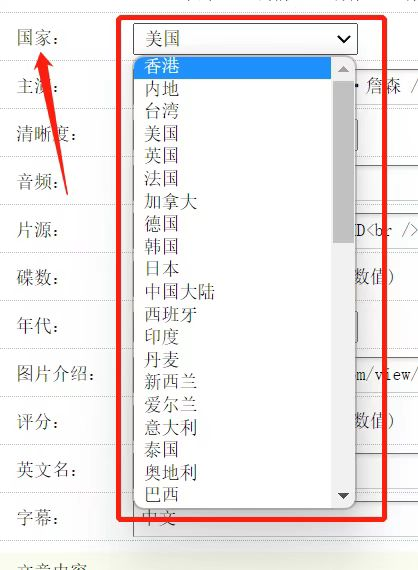 国家： 美国
香港
主演： · 詹森 /
内地
台湾
清晰度： 美国
英国
音频： 法国
加拿大
片源： 德国 D<br />
韩国
碟数： 日本 数值)
中国大陆
年代： 西班牙
印度
图片介绍： 丹麦 m/view/
新西兰
评分： 爱尔兰 数值)
意大利
英文名： 泰国
奥地利
字幕： 巴西
中文